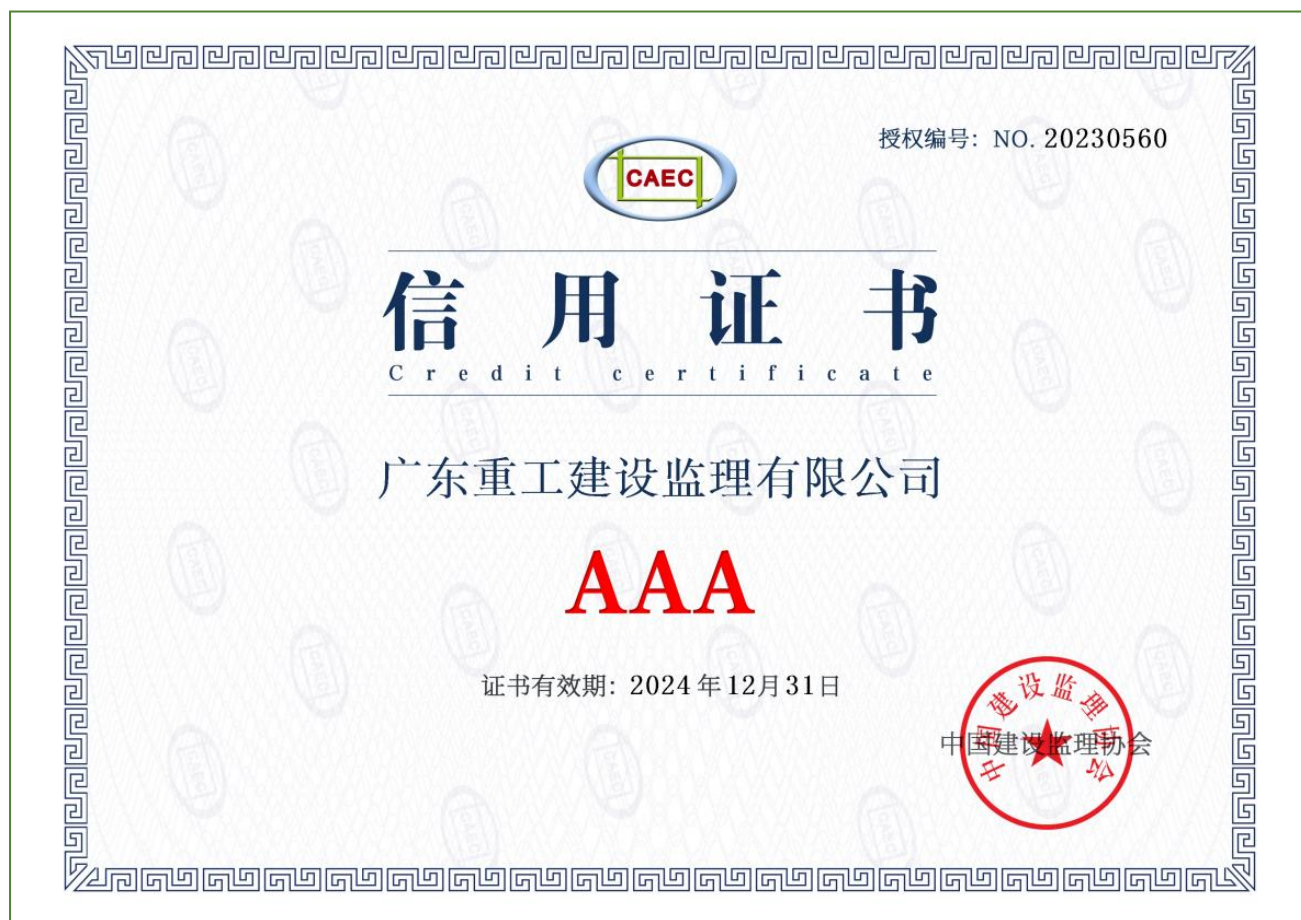 授权编号：NO. 20230560
CAEC
信用证书
Credit certificate
广东重工建设监理有限公司
AAA
证书有效期：2024年12月31日
中国建设监理协会
中国建设监理协会